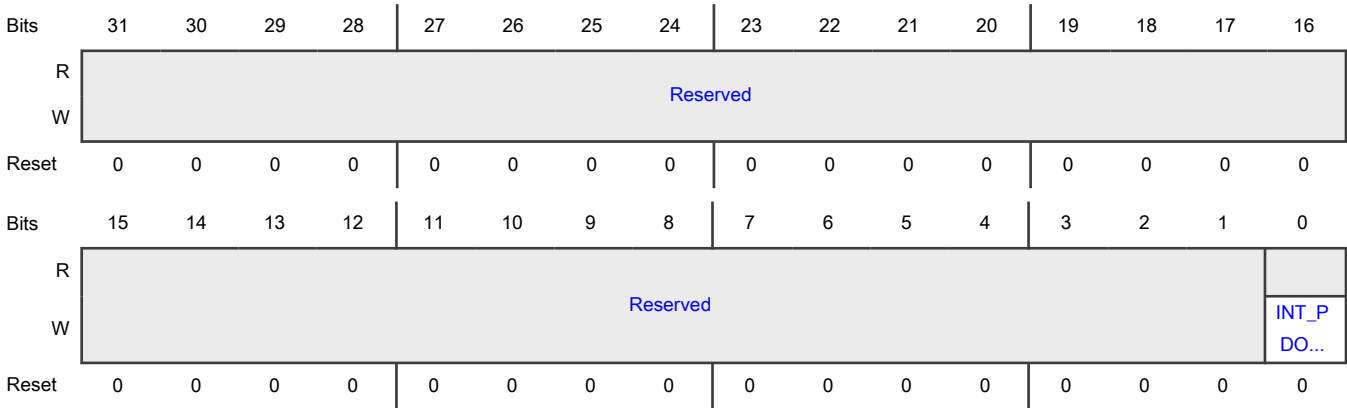 Bits 31 30 29 28 27 26 25 24 23 22 21 20 19 18 17 16
R
Reserved
W
Reset 0 0 0 0 0 0 0 0 0 0 0 0 0 0 0 0
Bits 15 14 13 12 11 10 9 8 7 6 5 4 3 2 1 0
R
Reserved
W
INT_P
DO...
Reset 0 0 0 0 0 0 0 0 0 0 0 0 0 0 0 0